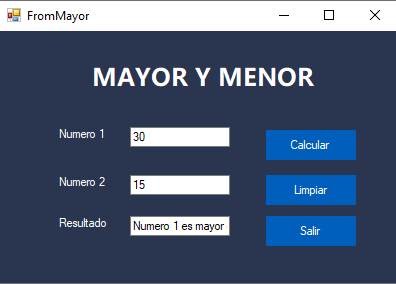 FromMayor
MAYOR Y MENOR
Numero 1
30
Calcular
Numero 2
15
Limpiar
Resultado
Numero 1 es mayor
Salir